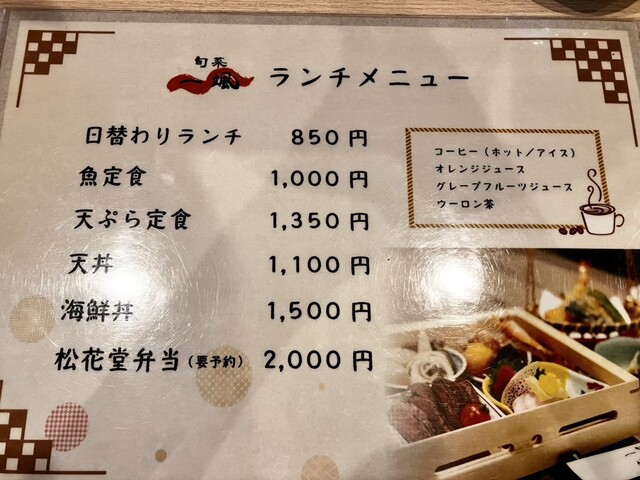 旬菜
一颯 ランチメニュー
日替わりランチ 850円
魚定食 1,000円
天ぷら定食 1,350円
天丼 1,100円
海鮮丼 1,500円
松花堂弁当(要予約) 2,000円
コーヒー(ホット/アイス)
オレンジジュース
グレープフルーツジュース
ウーロン茶